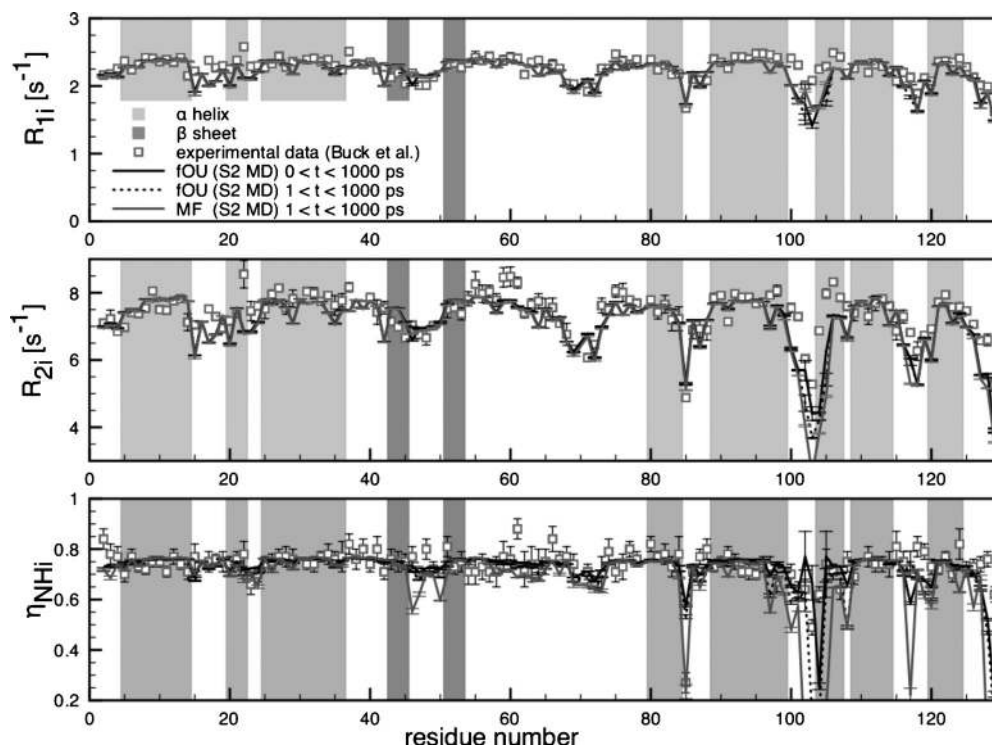 3
2
1
0
R1i [s-1]
α helix
β sheet
experimental data (Buck et al.)
fOU (S2 MD) 0 < t < 1000 ps
fOU (S2 MD) 1 < t < 1000 ps
MF (S2 MD) 1 < t < 1000 ps
0 20 40 60 80 100 120
8
6
4
R2i [s-1]
0 20 40 60 80 100 120
1
0.8
0.6
0.4
0.2
ηNHi
0 20 40 60 80 100 120
residue number